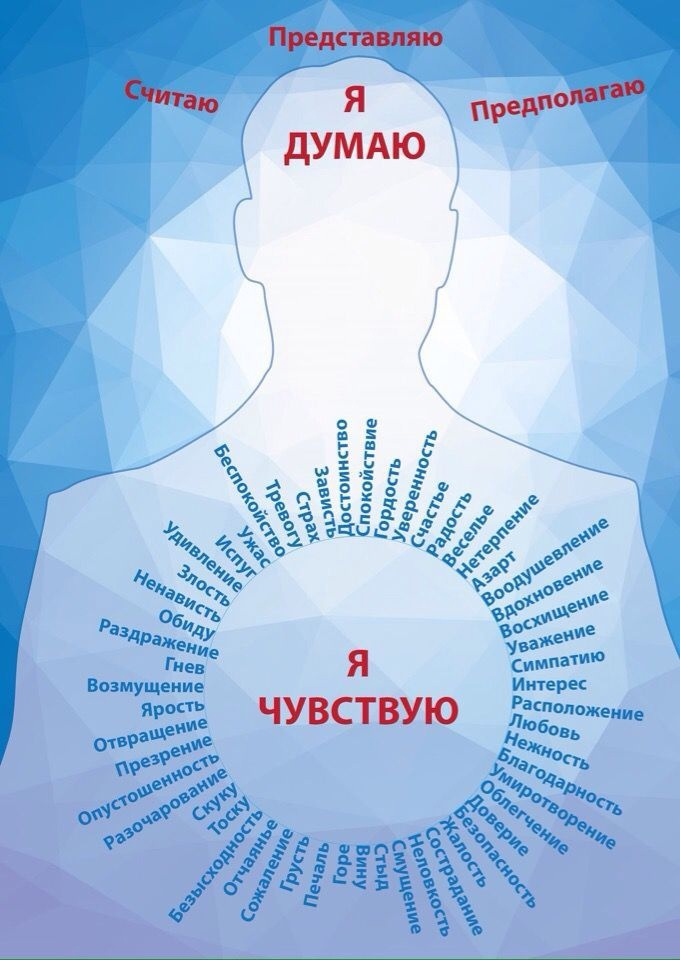 Представляю
Считаю
Предполагаю
Я
ДУМАЮ
Достоинство
Спокойствие
Гордость
Уверенность
Счастье
Радость
Веселье
Нетерпение
Азарт
Воодушевление
Вдохновение
Восхищение
Уважение
Симпатию
Интерес
Расположение
Любовь
Нежность
Благодарность
Умиротворение
Облегчение
Доверие
Безопасность
Жалость
Сострадание
Неловкость
Смущение
Стыд
Вину
Горе
Печаль
Грусть
Сожаление
Отчаянье
Безысходность
Тоску
Скуку
Разочарование
Опустошенность
Презрение
Отвращение
Ярость
Возмущение
Гнев
Раздражение
Обиду
Ненависть
Злость
Удивление
Испуг
Ужас
Беспокойство
Тревогу
Страх
Зависть
Я
ЧУВСТВУЮ